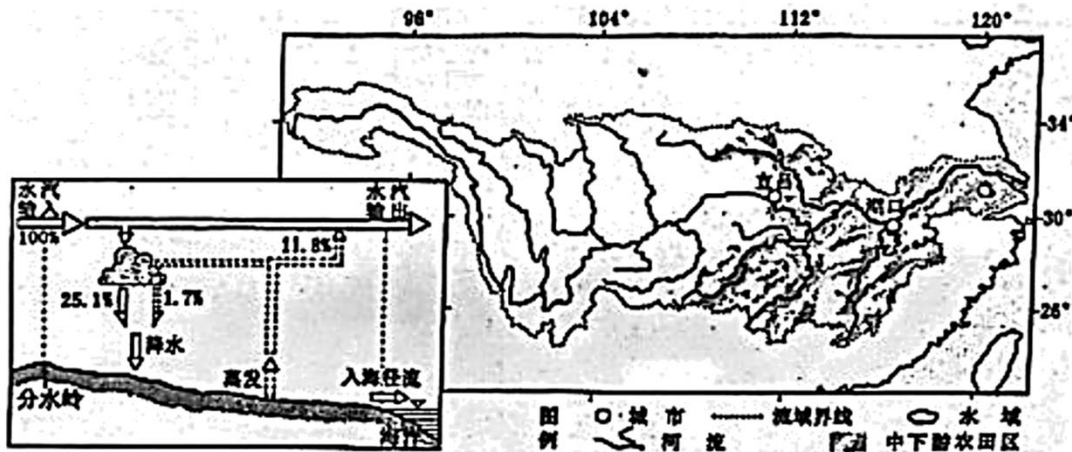 96° 104° 112° 120°
34°
30°
26°
宜昌
湖口
水汽输入
水汽输出
100%
11.8%
25.1%
1.7%
降水
蒸发
入海径流
分水岭
海洋
图例
城市
流域界线
水域
河流
中下游农田区